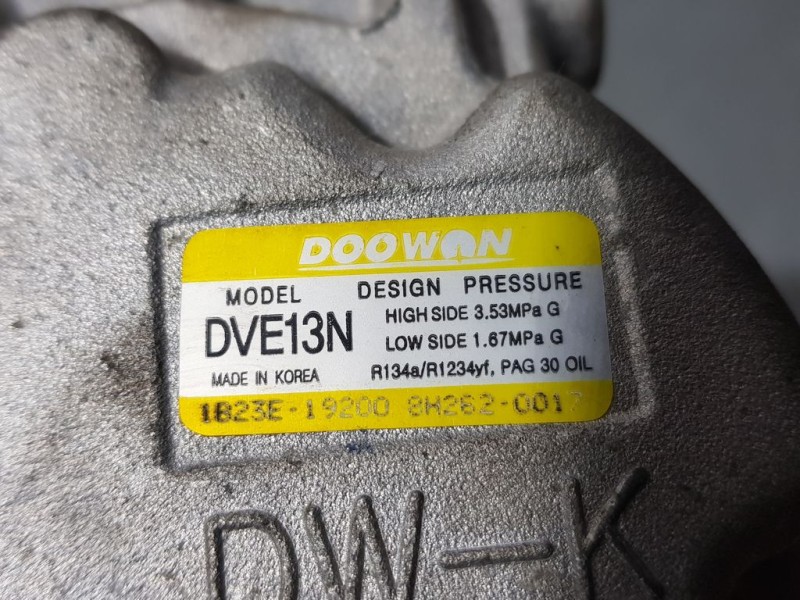 DOOWON
MODEL DESIGN PRESSURE
DVE13N HIGH SIDE 3.53MPa G
LOW SIDE 1.67MPa G
MADE IN KOREA R134a/R1234yf, PAG 30 OIL
1B23E-19200 8H262-0017
DW-K